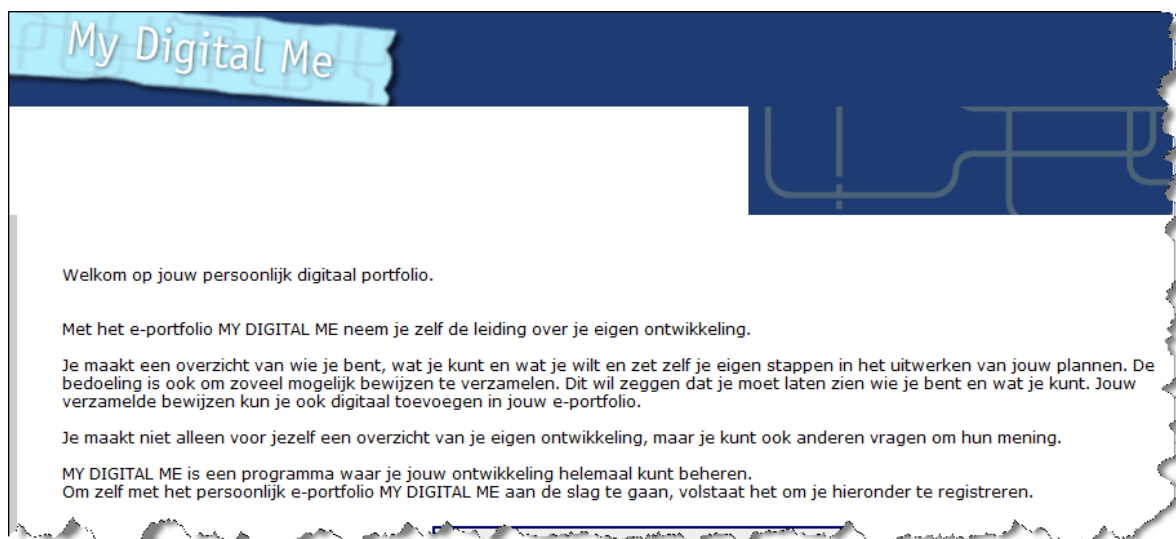 My Digital Me
Welkom op jouw persoonlijk digitaal portfolio.
Met het e-portfolio MY DIGITAL ME neem je zelf de leiding over je eigen ontwikkeling.
Je maakt een overzicht van wie je bent, wat je kunt en wat je wilt en zet zelf je eigen stappen in het uitwerken van jouw plannen. De
bedoeling is ook om zoveel mogelijk bewijzen te verzamelen. Dit wil zeggen dat je moet laten zien wie je bent en wat je kunt. Jouw
verzamelde bewijzen kun je ook digitaal toevoegen in jouw e-portfolio.
Je maakt niet alleen voor jezelf een overzicht van je eigen ontwikkeling, maar je kunt ook anderen vragen om hun mening.
MY DIGITAL ME is een programma waar je jouw ontwikkeling helemaal kunt beheren.
Om zelf met het persoonlijk e-portfolio MY DIGITAL ME aan de slag te gaan, volstaat het om je hieronder te registreren.